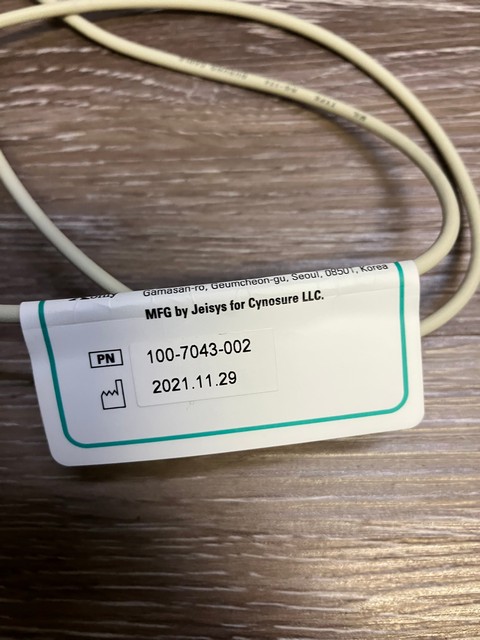 Gamasan-ro, Geumcheon-gu, Seoul, 08501, Korea
MFG by Jeisys for Cynosure LLC.
PN 100-7043-002
2021.11.29